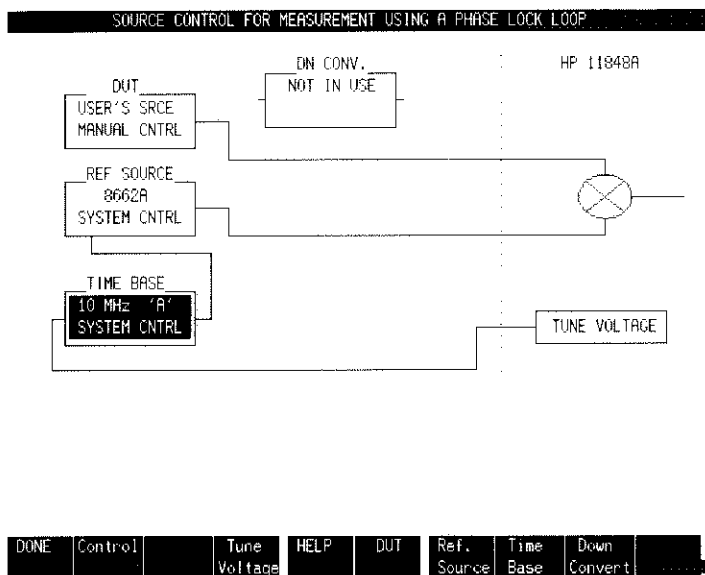 SOURCE CONTROL FOR MEASUREMENT USING A PHASE LOCK LOOP
DN CONV.
NOT IN USE
HP 11848A
DUT
USER'S SRCE
MANUAL CNTRL
REF SOURCE
8662A
SYSTEM CNTRL
TIME BASE
10 MHz 'A'
SYSTEM CNTRL
TUNE VOLTAGE
DONE
Control
Tune
Voltage
HELP
DUT
Ref.
Source
Time
Base
Down
Convert